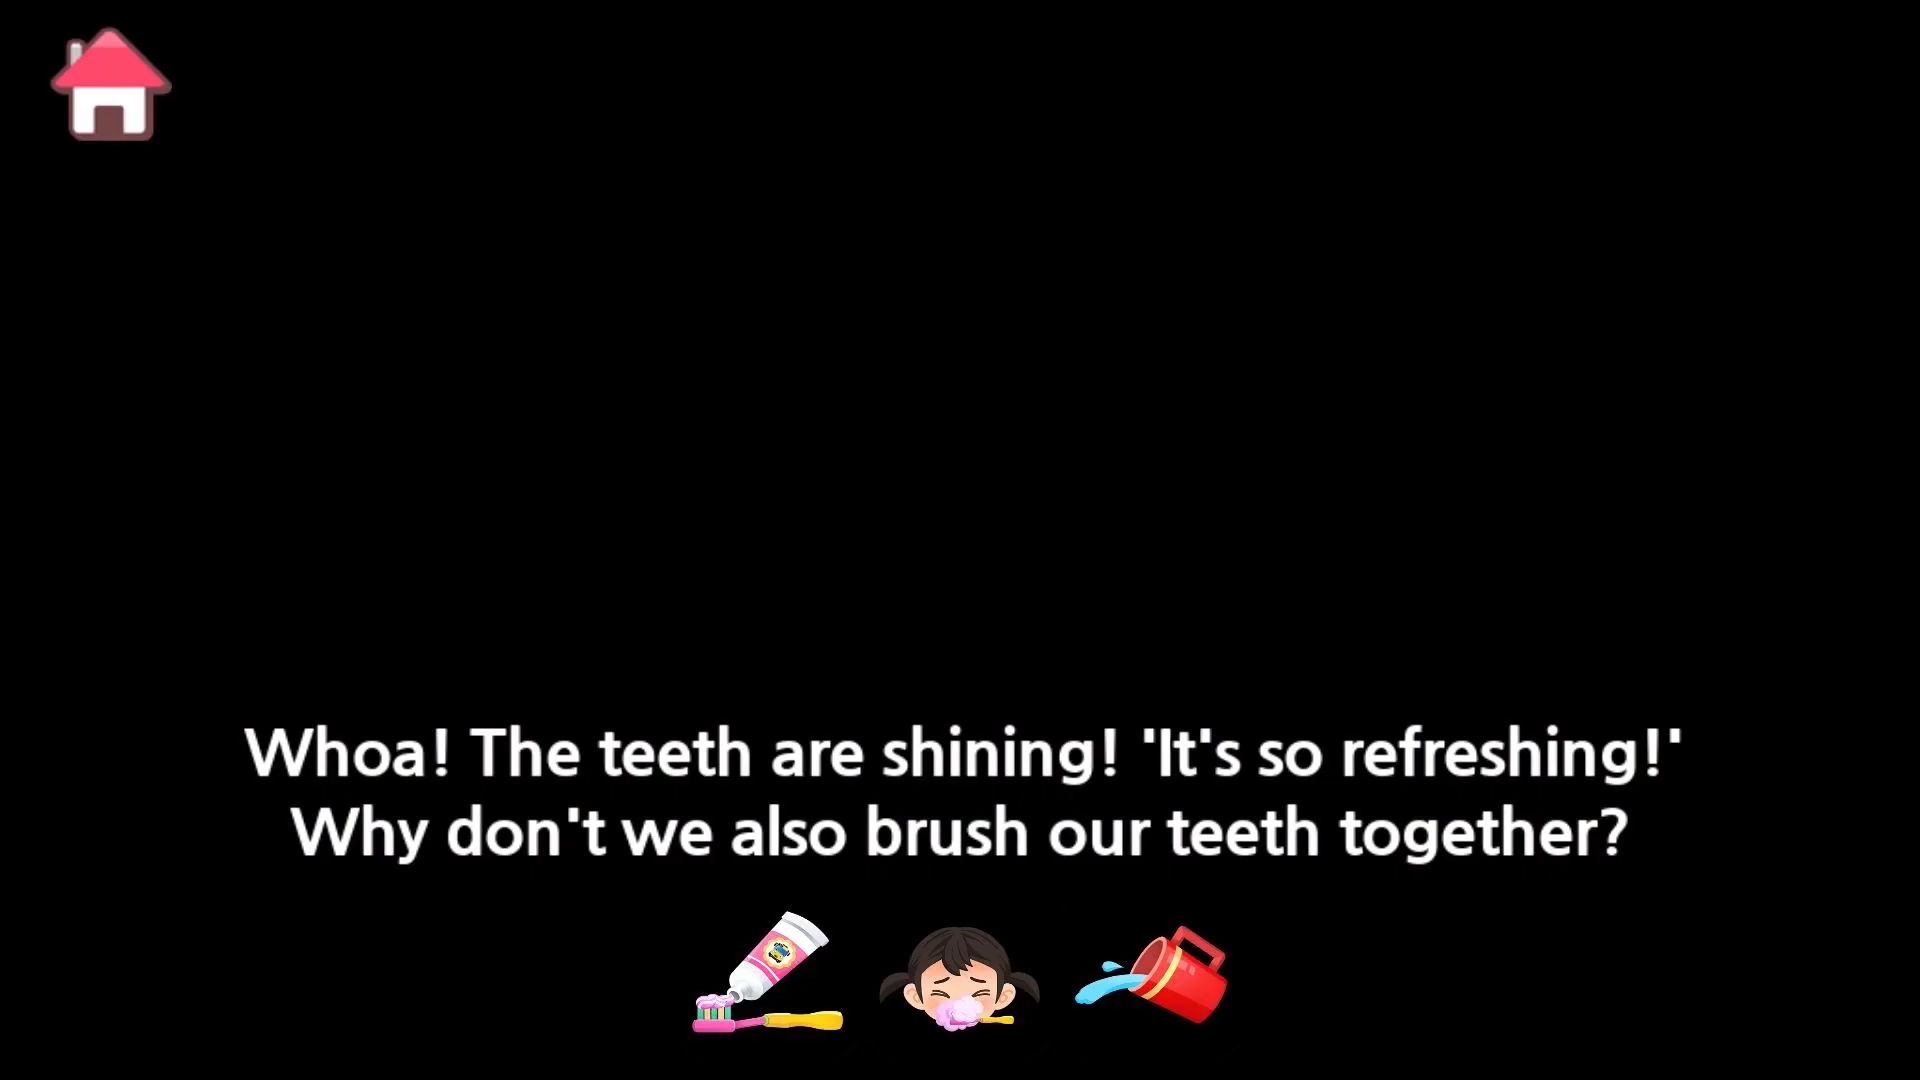 Whoa! The teeth are shining! 'It's so refreshing!'
Why don't we also brush our teeth together?